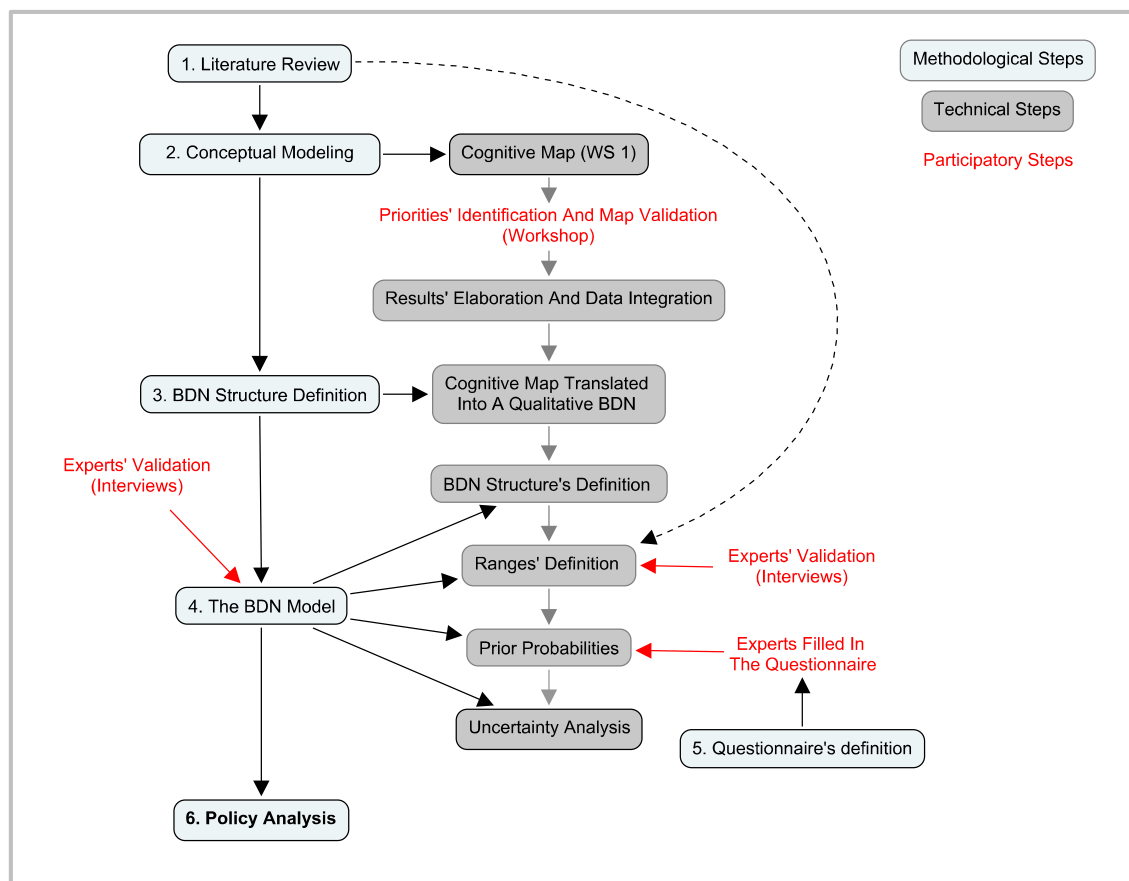 1. Literature Review
Methodological Steps
Technical Steps
Participatory Steps
2. Conceptual Modeling
Cognitive Map (WS 1)
Priorities' Identification And Map Validation
(Workshop)
Results' Elaboration And Data Integration
3. BDN Structure Definition
Cognitive Map Translated
Into A Qualitative BDN
Experts' Validation
(Interviews)
BDN Structure's Definition
Ranges' Definition
Experts' Validation
(Interviews)
4. The BDN Model
Prior Probabilities
Experts Filled In
The Questionnaire
Uncertainty Analysis
5. Questionnaire's definition
6. Policy Analysis